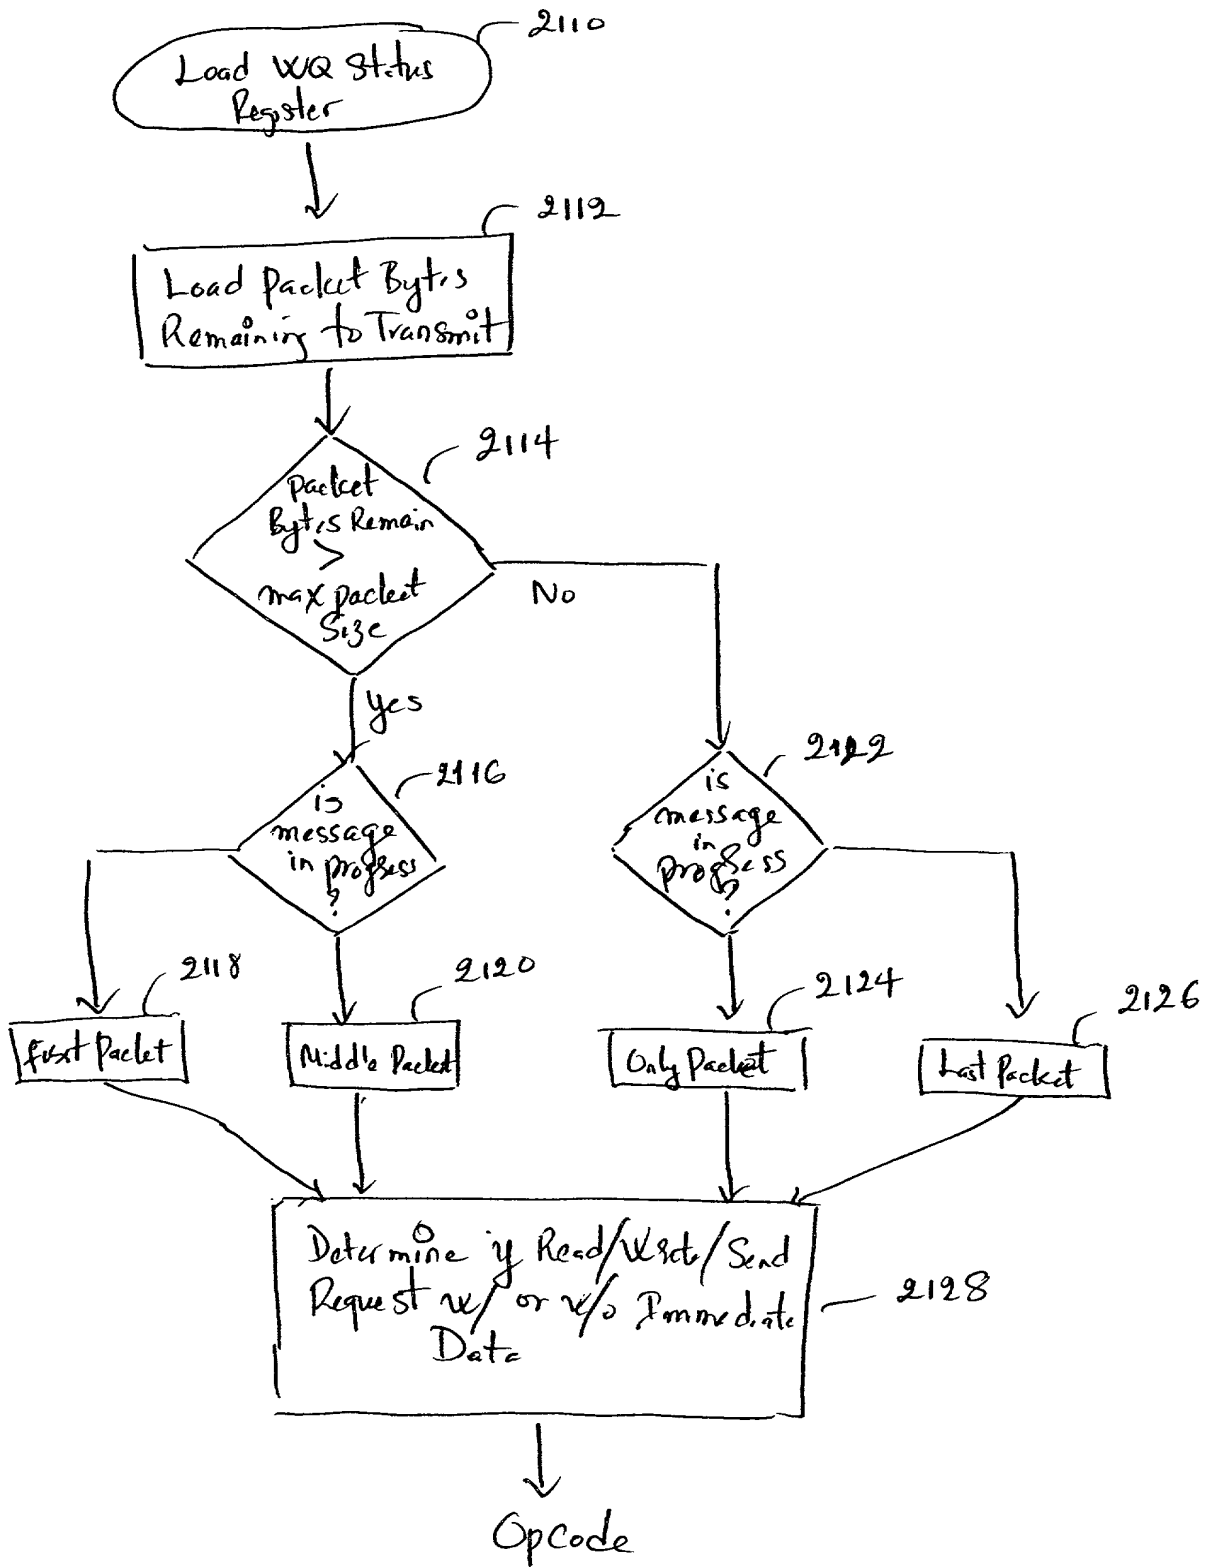 2110
Load WQ Status
Register
2112
Load Packet Bytes
Remaining to Transmit
2114
Packet
Bytes Remain
>
max packet
Size
No
Yes
2116
is
message
in progress
?
2122
is
message
in
progress
?
2118
First Packet
2120
Middle Packet
2124
Only Packet
2126
Last Packet
Determine if Read/Write/Send
Request w/ or w/o Immediate
Data
2128
Opcode